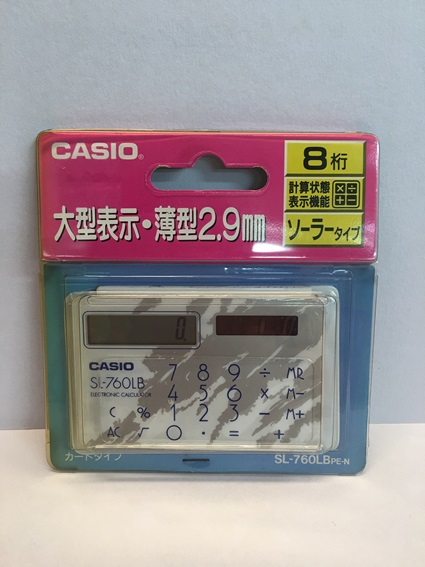 CASIO®
8桁
計算状態
表示機能
大型表示・薄型2.9mm
ソーラータイプ
0.
CASIO
SL-760LB
ELECTRONIC CALCULATOR
7 8 9 ÷ MR
4 5 6 × M−
C % 1 2 3 − M+
AC √ 0 · = +
カードタイプ
SL-760LBPE-N